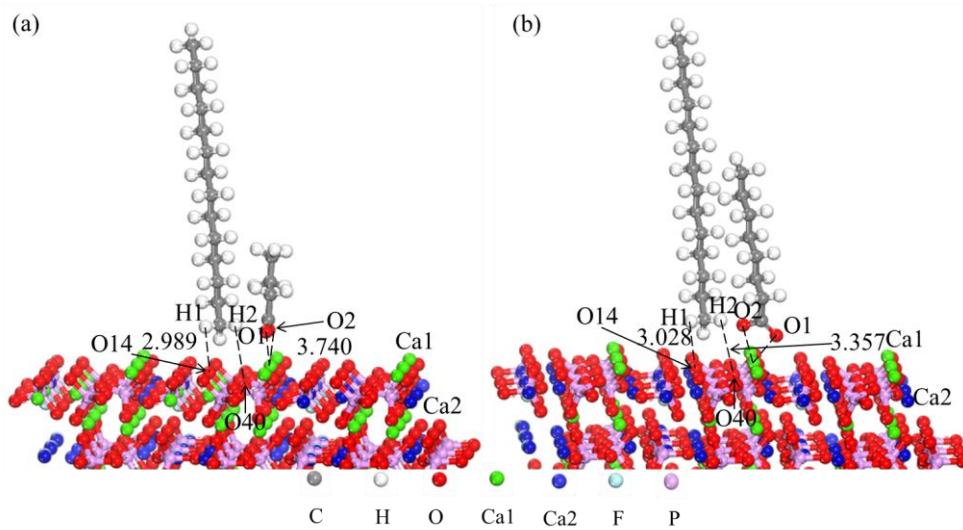 (a)
H1
H2
O14
2.989
O1
O2
3.740
Ca1
O40
Ca2
(b)
O14
H1
H2
O2
O1
3.028
3.357
Ca1
O40
Ca2
C H O Ca1 Ca2 F P